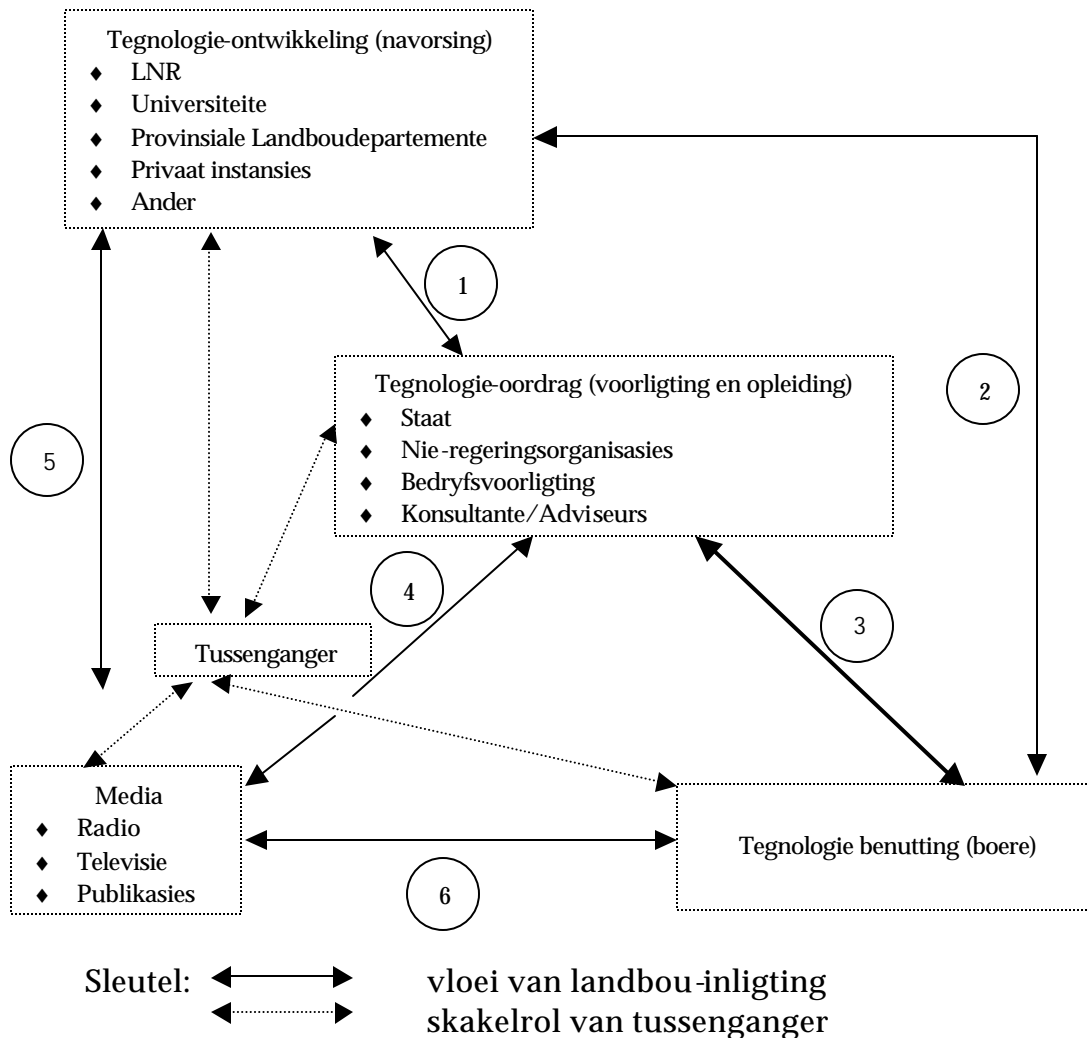 Tegnologie-ontwikkeling (navorsing)
♦ LNR
♦ Universiteite
♦ Provinsiale Landboudepartemente
♦ Privaat instansies
♦ Ander
1
Tegnologie-oordrag (voorligting en opleiding)
♦ Staat
♦ Nie-regeringsorganisasies
♦ Bedryfsvoorligting
♦ Konsultante/Adviseurs
2
5
4
3
Tussenganger
Media
♦ Radio
♦ Televisie
♦ Publikasies
Tegnologie benutting (boere)
6
Sleutel: vloei van landbou-inligting
skakelrol van tussenganger